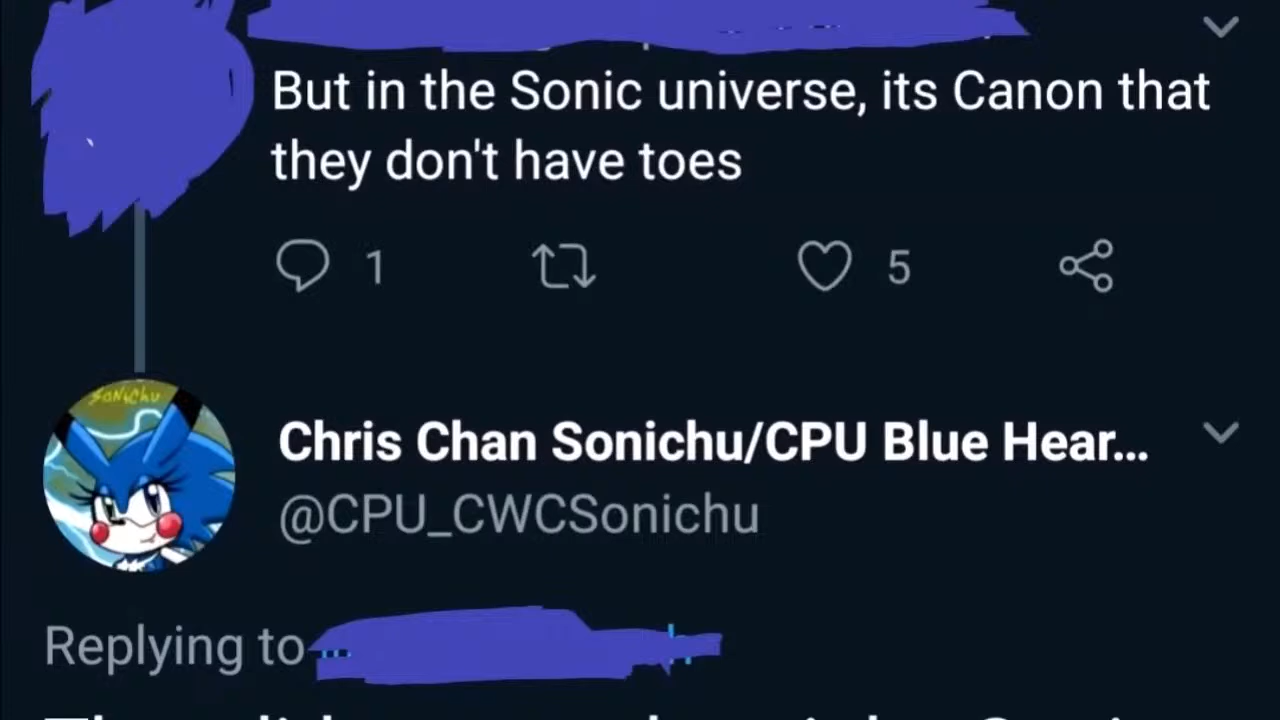 But in the Sonic universe, its Canon that
they don't have toes
1
5
SoNiChu
Chris Chan Sonichu/CPU Blue Hear...
@CPU_CWCSonichu
Replying to